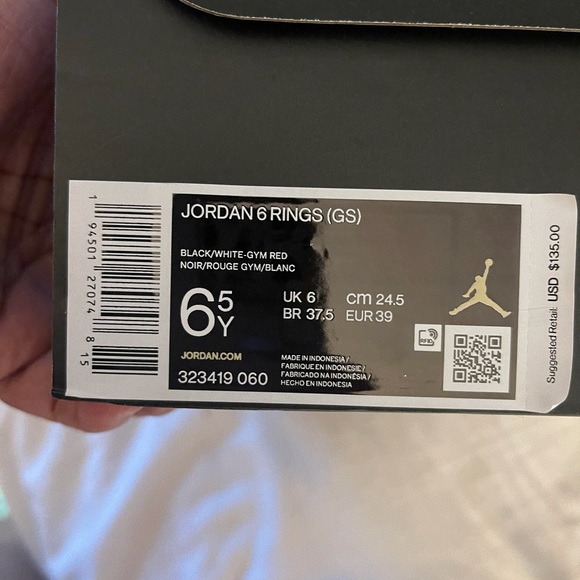 JORDAN 6 RINGS (GS)
BLACK/WHITE-GYM RED
NOIR/ROUGE GYM/BLANC
6 5 Y
UK 6 cm 24.5
BR 37.5 EUR 39
JORDAN.COM
323419 060
MADE IN INDONESIA /
FABRIQUE EN INDONESIE /
FABRICADO NA INDONÉSIA /
HECHO EN INDONESIA
RFID
Suggested Retail: USD $135.00
1 94501 27074 8 15